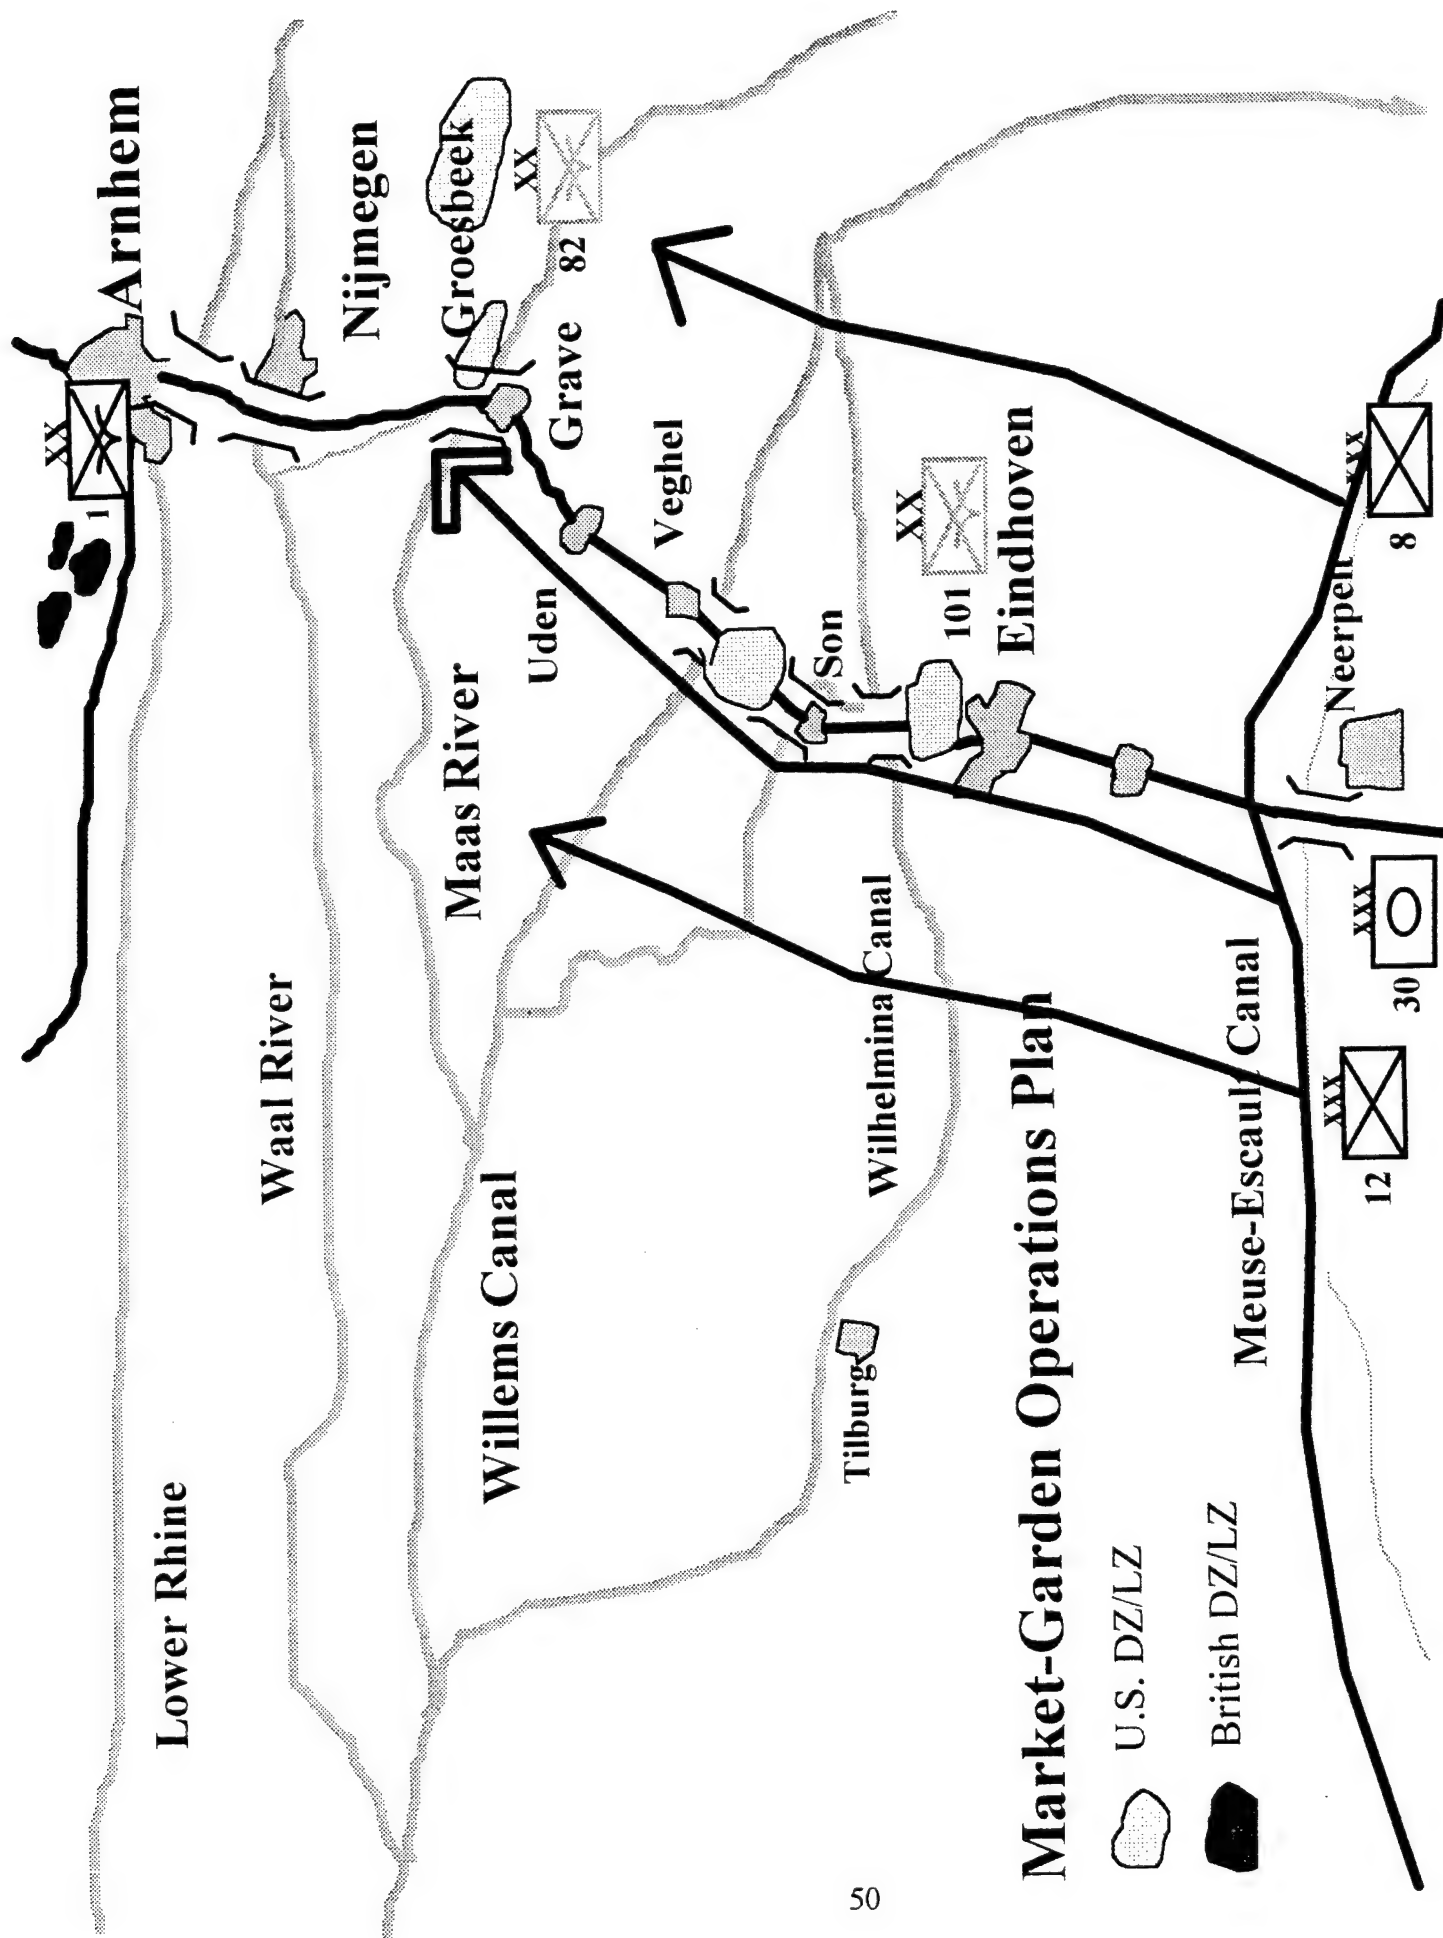 Arnhem
XX
1
Lower Rhine
Nijmegen
Waal River
Groesbeek
XX
82
Grave
Maas River
Uden
Willems Canal
Veghel
Son
XX
101
Eindhoven
Wilhelmina Canal
Tilburg
Market-Garden Operations Plan
U.S. DZ/LZ
British DZ/LZ
Meuse-Escault Canal
Neerpelt
XXX
8
XXX
30
XXX
12
50